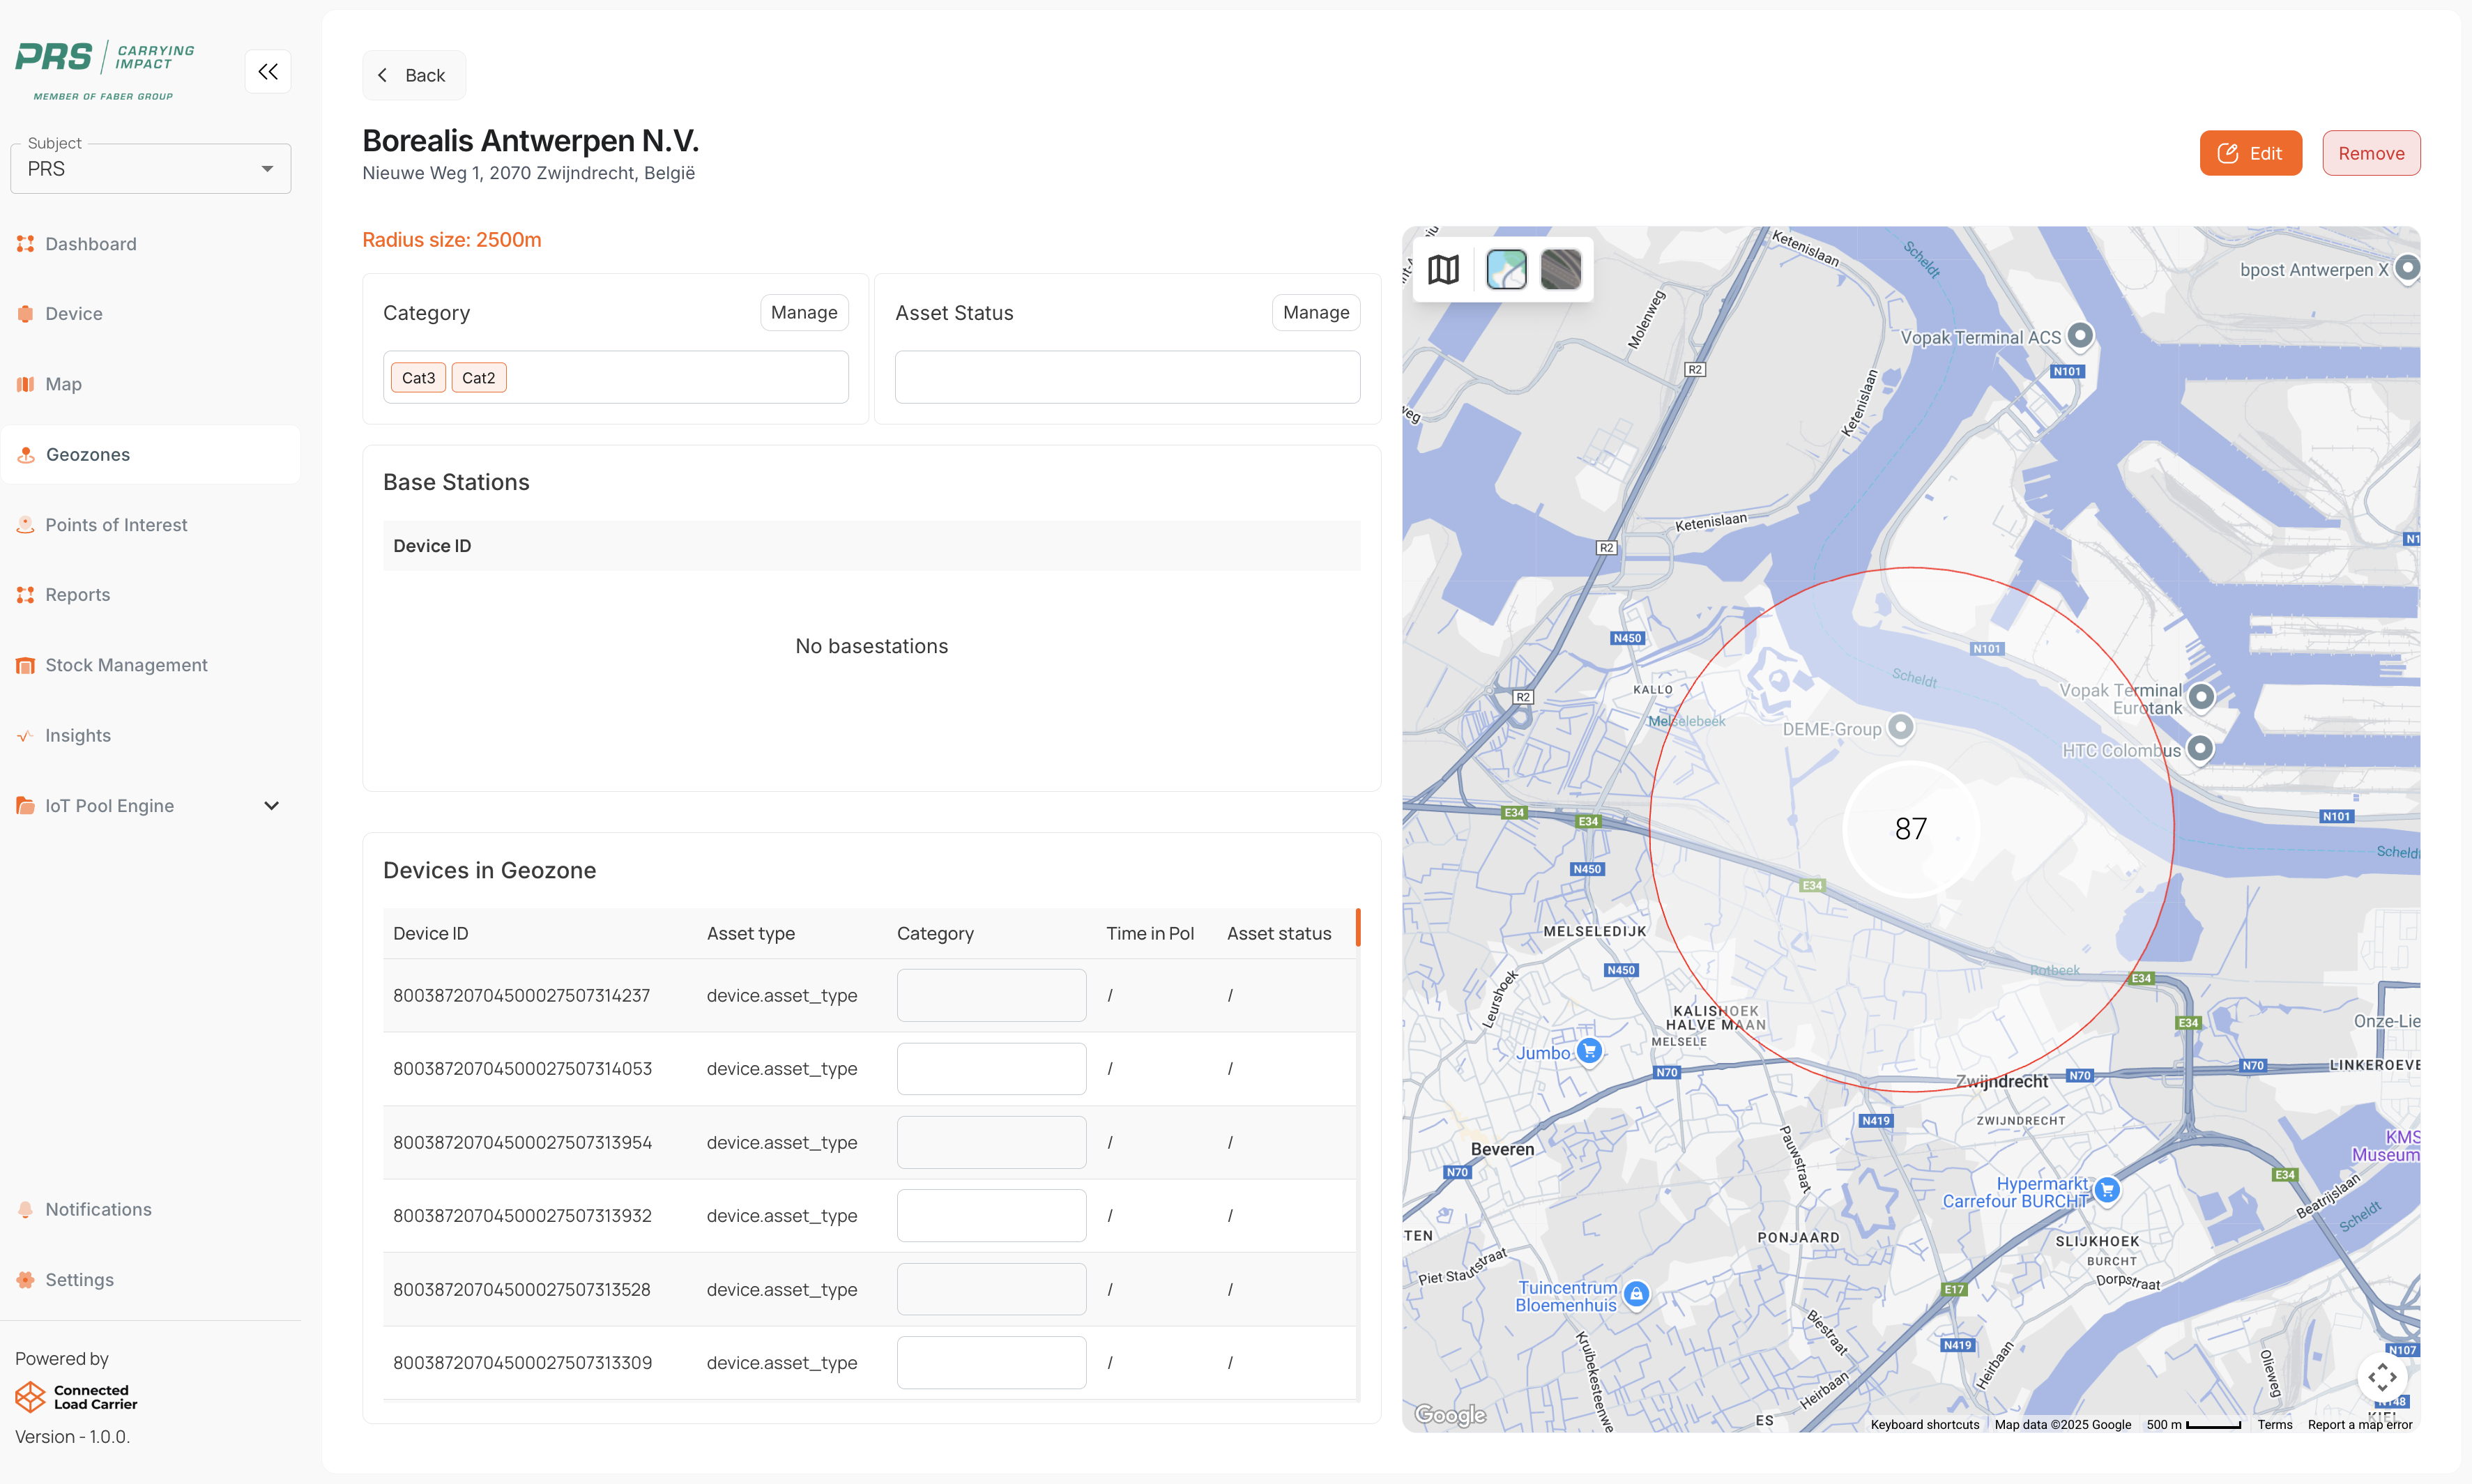 PRS CARRYING
IMPACT
MEMBER OF FABER GROUP
Subject
PRS
Dashboard
Device
Map
Geozones
Points of Interest
Reports
Stock Management
Insights
IoT Pool Engine
Notifications
Settings
Powered by
Connected
Load Carrier
Version - 1.0.0.
Back
Borealis Antwerpen N.V.
Nieuwe Weg 1, 2070 Zwijndrecht, België
Edit
Remove
Radius size: 2500m
Category
Manage
Cat3
Cat2
Asset Status
Manage
Base Stations
Device ID
No basestations
Devices in Geozone
Device ID Asset type Category Time in PoI Asset status
80038720704500027507314237 device.asset_type / /
80038720704500027507314053 device.asset_type / /
80038720704500027507313954 device.asset_type / /
80038720704500027507313932 device.asset_type / /
80038720704500027507313528 device.asset_type / /
80038720704500027507313309 device.asset_type / /
Ketenislaan
Scheldt
bpost Antwerpen X
Molenweg
Vopak Terminal ACS
R2
N101
Ketenislaan
weg
Ketenislaan
R2
N1
N450
N101
Scheldt
KALLO
R2
Melselebeek
Vopak Terminal
Eurotank
DEME-Group
HTC Colombus
E34
E34
N101
87
Scheldt
N450
E34
MELSELEDIJK
N450
Rotbeek
E34
Leurshoek
KALISHOEK
HALVE MAAN
MELSELE
E34
Onze-Lie
Jumbo
N70
Zwijndrecht
N70
N70
LINKEROEVE
N419
ZWIJNDRECHT
Beveren
Pauwstraat
KMS
Museum
N70
E34
Hypermarkt
Carrefour BURCHT
Beatrijslaan
Scheldt
TEN
PONJAARD
SLIJKHOEK
BURCHT
Piet Stautstraat
Dorpstraat
Tuincentrum
Bloemenhuis
E17
Biestraat
Kruibekesteenwe
N419
Heirbaan
Olieweg
N107
Heirbaan
N148
KIEL
ES
Google
Keyboard shortcuts Map data ©2025 Google 500 m Terms Report a map error